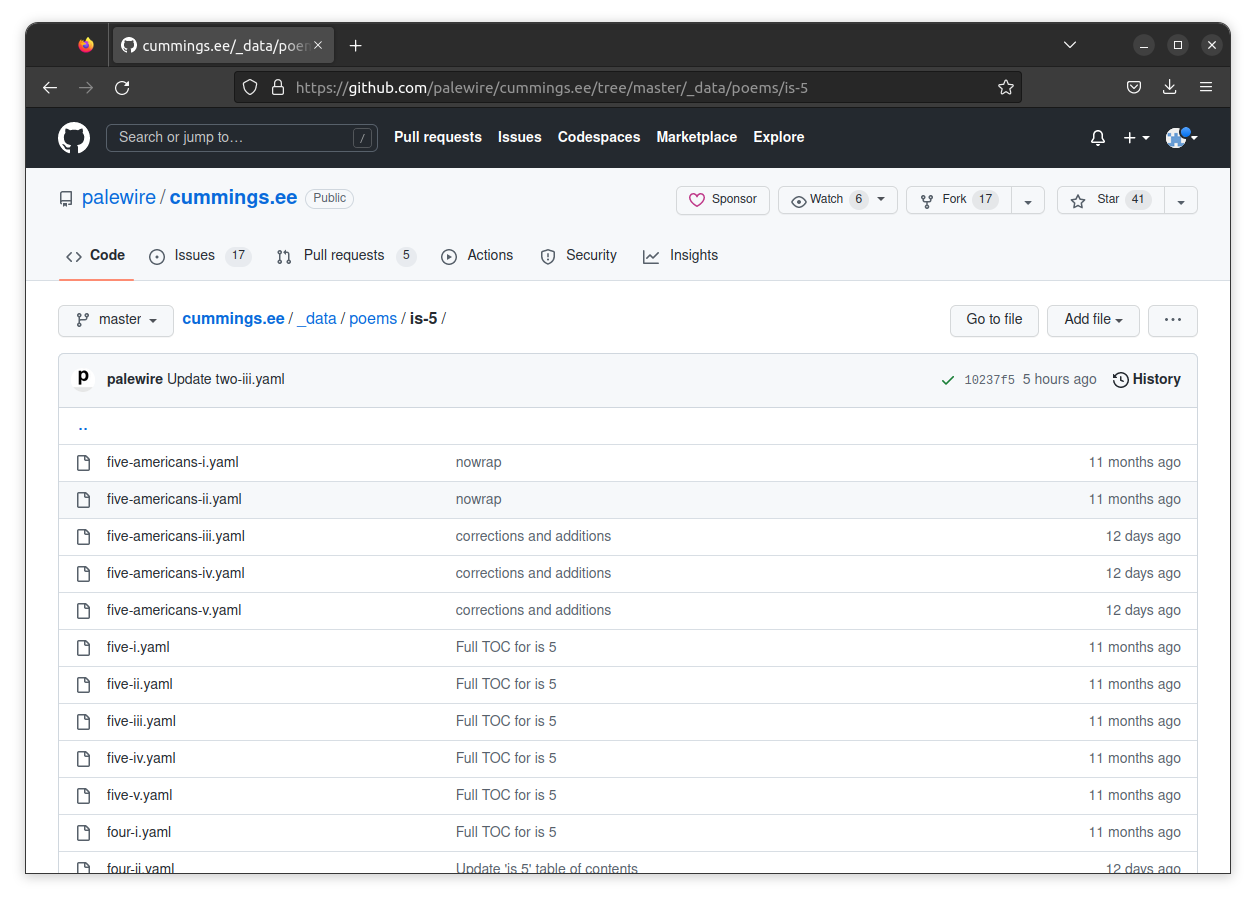 cummings.ee/_data/poem
https://github.com/palewire/cummings.ee/tree/master/_data/poems/is-5
Search or jump to… / Pull requests Issues Codespaces Marketplace Explore
palewire / cummings.ee Public Sponsor Watch 6 Fork 17 Star 41
Code Issues 17 Pull requests 5 Actions Security Insights
master cummings.ee / _data / poems / is-5 / Go to file Add file ...
p palewire Update two-iii.yaml 10237f5 5 hours ago History
..
five-americans-i.yaml nowrap 11 months ago
five-americans-ii.yaml nowrap 11 months ago
five-americans-iii.yaml corrections and additions 12 days ago
five-americans-iv.yaml corrections and additions 12 days ago
five-americans-v.yaml corrections and additions 12 days ago
five-i.yaml Full TOC for is 5 11 months ago
five-ii.yaml Full TOC for is 5 11 months ago
five-iii.yaml Full TOC for is 5 11 months ago
five-iv.yaml Full TOC for is 5 11 months ago
five-v.yaml Full TOC for is 5 11 months ago
four-i.yaml Full TOC for is 5 11 months ago
four-ii.yaml Update 'is 5' table of contents 12 days ago